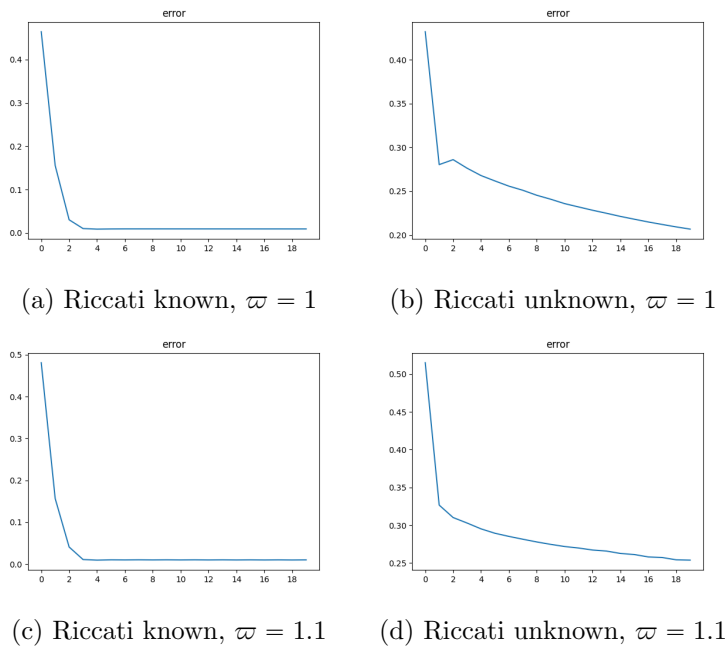 error
0.4
0.3
0.2
0.1
0.0
0 2 4 6 8 10 12 14 16 18
(a) Riccati known, ϖ = 1
error
0.40
0.35
0.30
0.25
0.20
0 2 4 6 8 10 12 14 16 18
(b) Riccati unknown, ϖ = 1
error
0.5
0.4
0.3
0.2
0.1
0.0
0 2 4 6 8 10 12 14 16 18
(c) Riccati known, ϖ = 1.1
error
0.50
0.45
0.40
0.35
0.30
0.25
0 2 4 6 8 10 12 14 16 18
(d) Riccati unknown, ϖ = 1.1